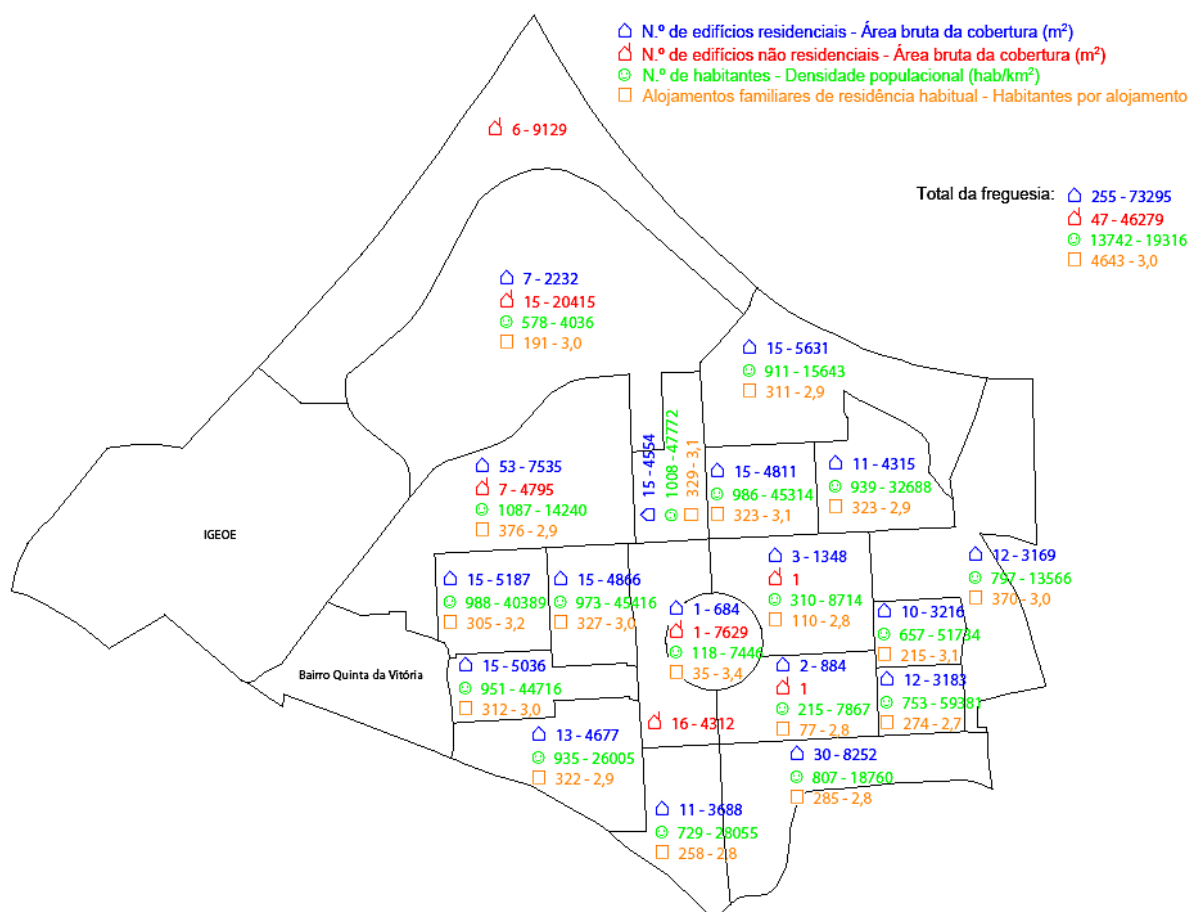 N.º de edifícios residenciais - Área bruta da cobertura (m²)
N.º de edifícios não residenciais - Área bruta da cobertura (m²)
N.º de habitantes - Densidade populacional (hab/km²)
Alojamentos familiares de residência habitual - Habitantes por alojamento
6 - 9129
Total da freguesia:
255 - 73295
47 - 46279
13742 - 19316
4643 - 3,0
7 - 2232
15 - 20415
578 - 4036
191 - 3,0
15 - 5631
911 - 15643
311 - 2,9
53 - 7535
7 - 4795
1087 - 14240
376 - 2,9
15 - 4554
1008 - 47772
329 - 3,1
15 - 4811
986 - 45314
323 - 3,1
11 - 4315
939 - 32688
323 - 2,9
IGEOE
15 - 5187
988 - 40389
305 - 3,2
15 - 4866
973 - 45416
327 - 3,0
3 - 1348
1
310 - 8714
110 - 2,8
12 - 3169
797 - 13566
370 - 3,0
1 - 684
1 - 7629
118 - 7446
35 - 3,4
10 - 3216
657 - 51734
215 - 3,1
Bairro Quinta da Vitória
15 - 5036
951 - 44716
312 - 3,0
2 - 884
1
215 - 7867
77 - 2,8
12 - 3183
753 - 59381
274 - 2,7
16 - 4312
13 - 4677
935 - 26005
322 - 2,9
30 - 8252
807 - 18760
285 - 2,8
11 - 3688
729 - 28055
258 - 2,8